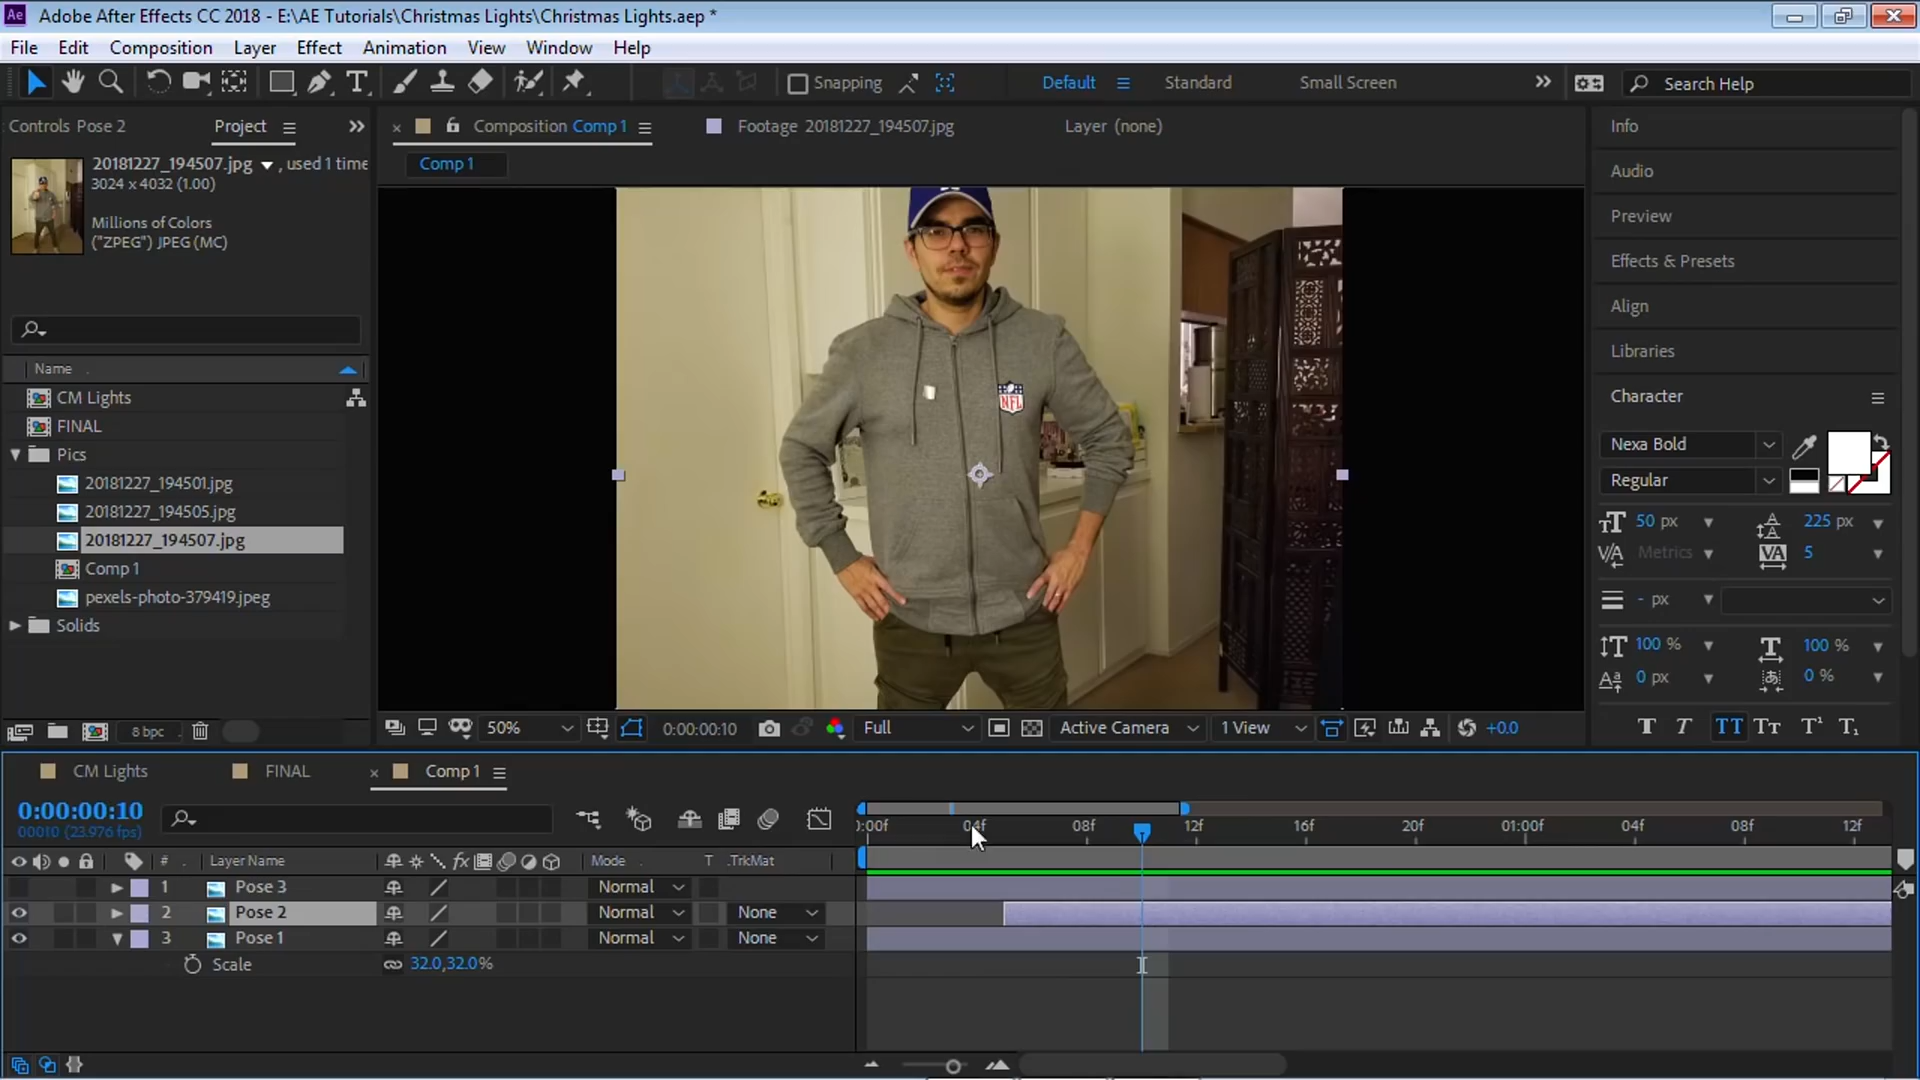 Adobe After Effects CC 2018 - E:\AE Tutorials\Christmas Lights\Christmas Lights.aep *
File Edit Composition Layer Effect Animation View Window Help
T Snapping Default Standard Small Screen Search Help
Controls Pose 2 Project Composition Comp 1 Footage 20181227_194507.jpg Layer (none) Info
20181227_194507.jpg , used 1 time Comp 1
3024 x 4032 (1.00)
Audio
Millions of Colors
("ZPEG") JPEG (MC)
Preview
Effects & Presets
Align
Libraries
Name
CM Lights
FINAL
Pics
20181227_194501.jpg
20181227_194505.jpg
20181227_194507.jpg
Comp 1
pexels-photo-379419.jpeg
Solids
NFL
Character
Nexa Bold
Regular
50 px 225 px
Metrics 5
- px
100 % 100 %
0 px 0 %
T T TT Tt T¹ T₁
8 bpc 50% 0:00:00:10 Full Active Camera 1 View +0.0
CM Lights FINAL Comp 1
0:00:00:10
00010 (23.976 fps)
:00f 04f 08f 12f 16f 20f 01:00f 04f 08f 12f
# Layer Name fx Mode T .TrkMat
1 Pose 3 Normal
2 Pose 2 Normal None
3 Pose 1 Normal None
Scale 32.0,32.0%